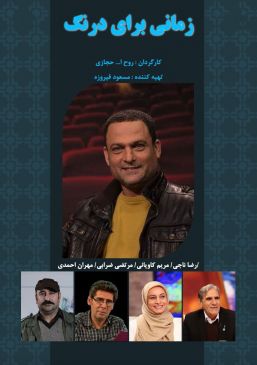 زمانی برای درنگ
کارگردان : روح ا... حجازی
تهیه کننده : مسعود فیروزه
/رضا ناجی/ مریم کاویانی/ مرتضی ضرابی/ مهران احمدی